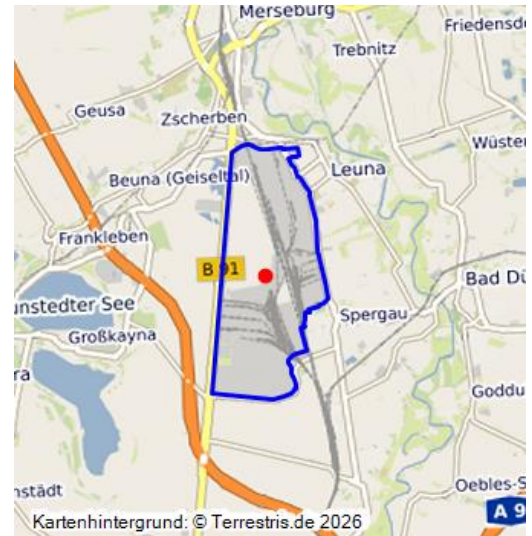 Merseburg
Friedensdo
Trebnitz
Geusa
Zscherben
Wüster
Leuna
Beuna (Geiseltal)
Frankleben
B 91
Bad Dü
unstedter See
Spergau
Großkayna
ra
Goddu
nstädt
Oebles-S
A 9
Kartenhintergrund: © Terrestris.de 2026